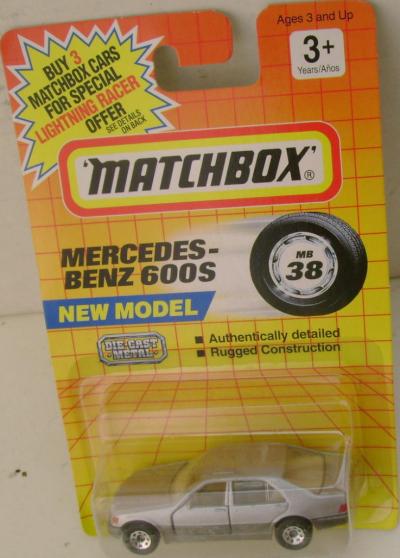 Ages 3 and Up
3+
Years/Años
BUY 3
MATCHBOX CARS
FOR SPECIAL
LIGHTNING RACER
OFFER
SEE DETAILS
ON BACK
'MATCHBOX'®
MERCEDES-
BENZ 600S
MB
38
NEW MODEL
■ Authentically detailed
■ Rugged Construction
DIE-CAST
METAL